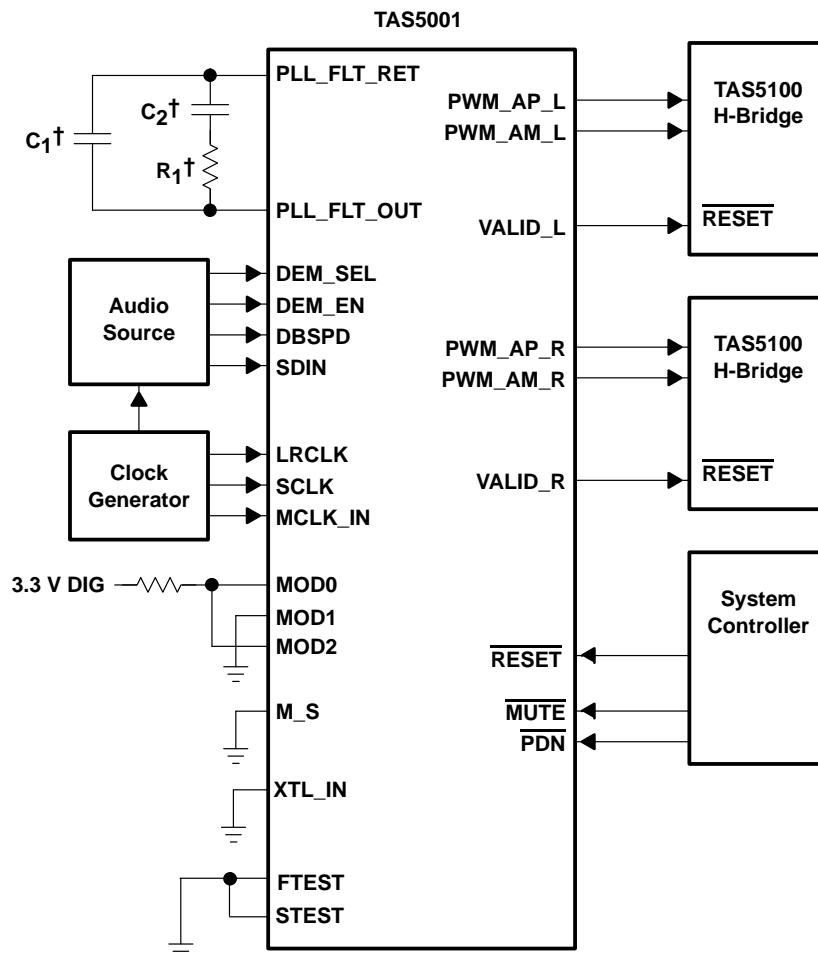 TAS5001
PLL_FLT_RET
C2†
C1†
R1†
PLL_FLT_OUT
Audio
Source
DEM_SEL
DEM_EN
DBSPD
SDIN
Clock
Generator
LRCLK
SCLK
MCLK_IN
3.3 V DIG
MOD0
MOD1
MOD2
M_S
XTL_IN
FTEST
STEST
PWM_AP_L
PWM_AM_L
VALID_L
TAS5100
H-Bridge
RESET
PWM_AP_R
PWM_AM_R
VALID_R
TAS5100
H-Bridge
RESET
System
Controller
RESET
MUTE
PDN